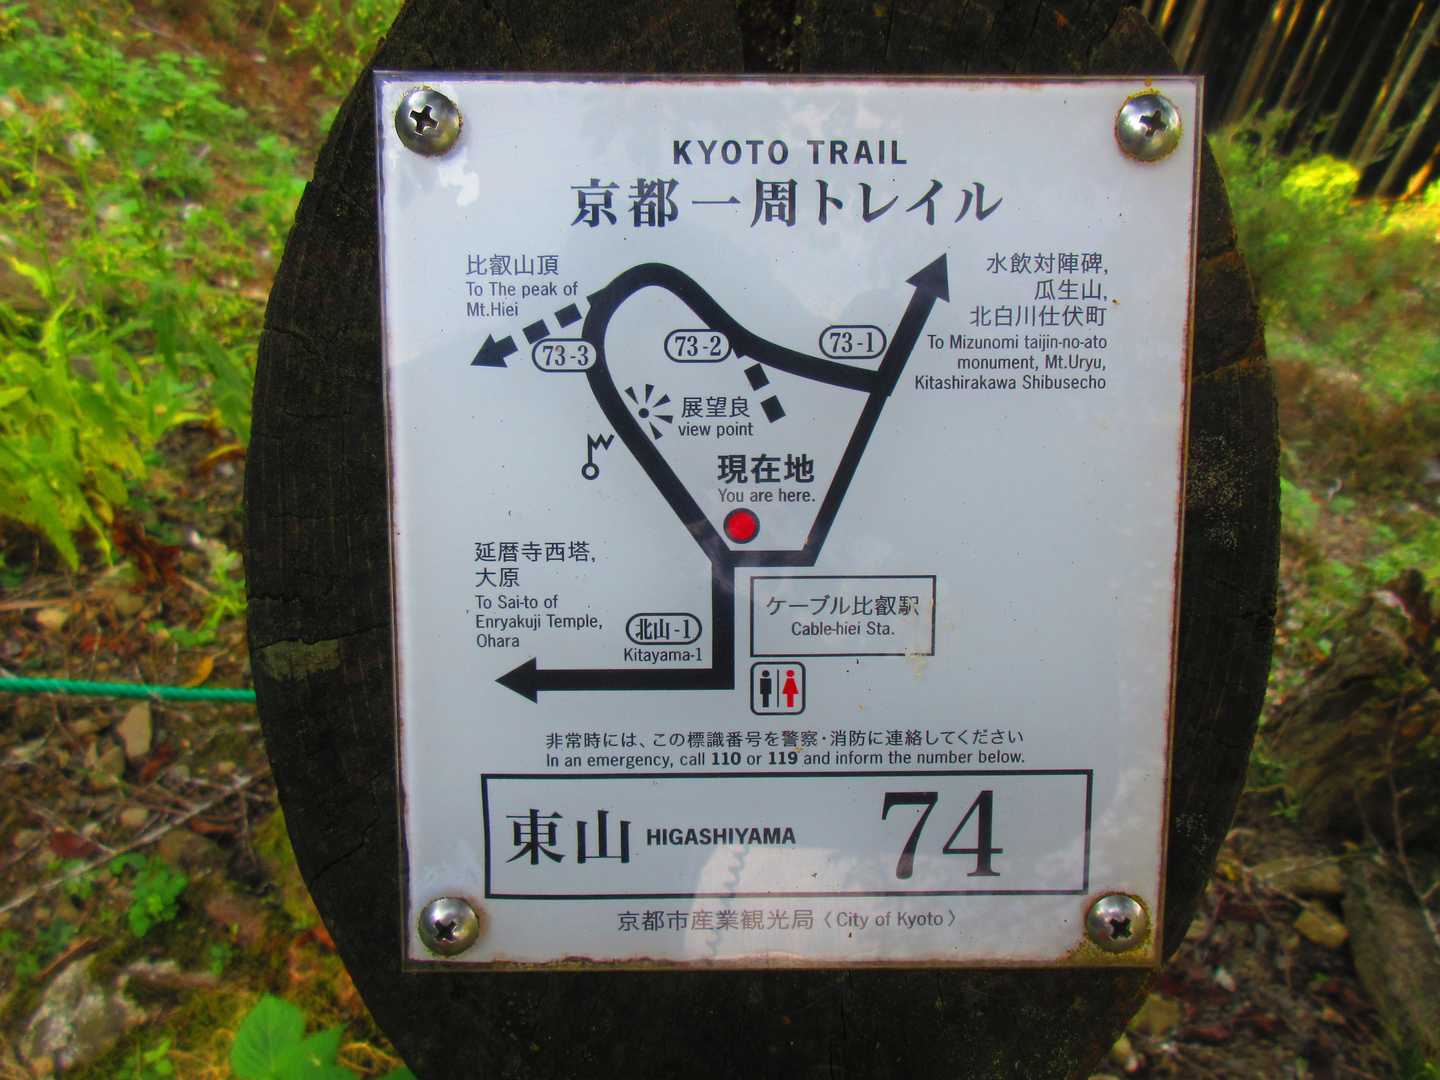 KYOTO TRAIL
京都一周トレイル
比叡山頂
To The peak of
Mt.Hiei
水飲対陣碑,
瓜生山,
北白川仕伏町
To Mizunomi taijin-no-ato
monument, Mt.Uryu,
Kitashirakawa Shibusecho
73-3
73-2
73-1
展望良
view point
現在地
You are here.
延暦寺西塔,
大原
To Sai-to of
Enryakuji Temple,
Ohara
北山-1
Kitayama-1
ケーブル比叡駅
Cable-hiei Sta.
非常時には、この標識番号を警察・消防に連絡してください
In an emergency, call 110 or 119 and inform the number below.
東山 HIGASHIYAMA 74
京都市産業観光局〈City of Kyoto〉